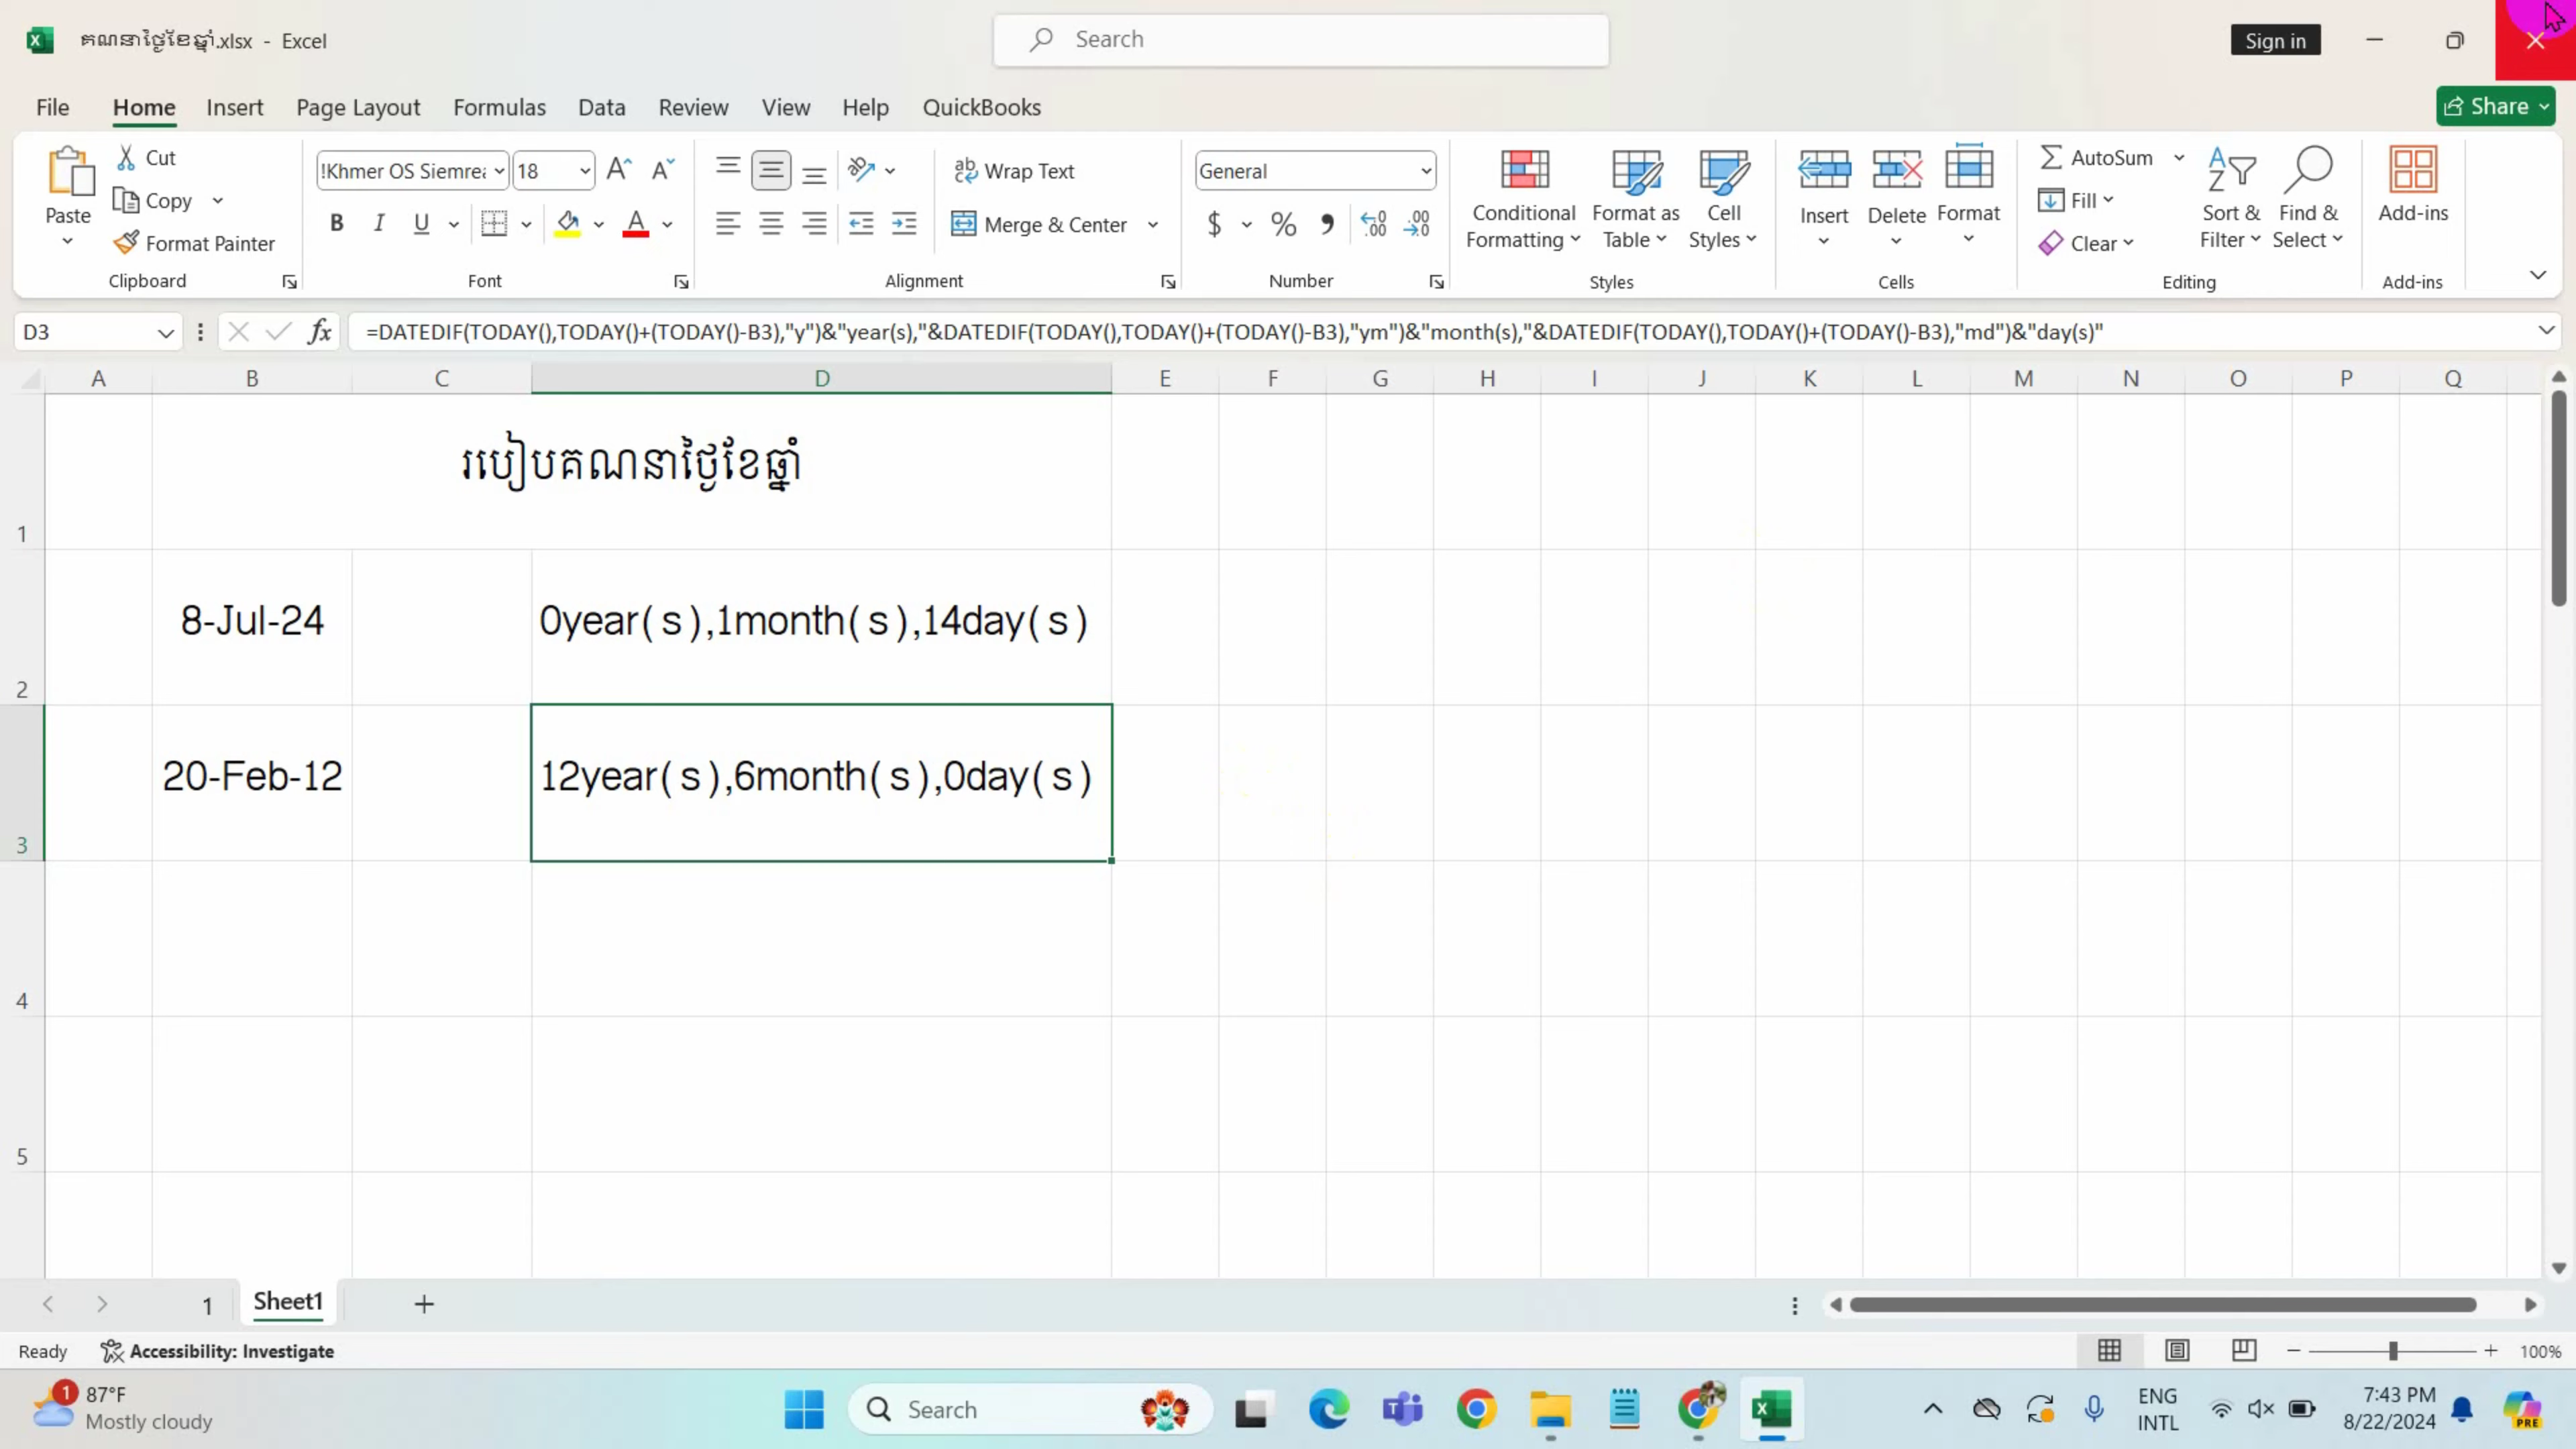 គណនាថ្ងៃខែឆ្នាំ.xlsx - Excel
Search
Sign in
File Home Insert Page Layout Formulas Data Review View Help QuickBooks
Share
Paste
Cut
Copy
Format Painter
Clipboard
!Khmer OS Siemrea
18
B I U
Font
Wrap Text
Merge & Center
Alignment
General
$ % ,
Number
Conditional Formatting
Format as Table
Cell Styles
Styles
Insert
Delete
Format
Cells
AutoSum
Fill
Clear
Sort & Filter
Find & Select
Editing
Add-ins
Add-ins
D3
fx
=DATEDIF(TODAY(),TODAY()+(TODAY()-B3),"y")&"year(s),"&DATEDIF(TODAY(),TODAY()+(TODAY()-B3),"ym")&"month(s),"&DATEDIF(TODAY(),TODAY()+(TODAY()-B3),"md")&"day(s)"
A B C D E F G H I J K L M N O P Q
របៀបគណនាថ្ងៃខែឆ្នាំ
1
8-Jul-24 0year(s),1month(s),14day(s)
2
20-Feb-12 12year(s),6month(s),0day(s)
3
4
5
1 Sheet1 +
Ready Accessibility: Investigate
100%
1
87°F
Mostly cloudy
Search
ENG
INTL
7:43 PM
8/22/2024
PRE